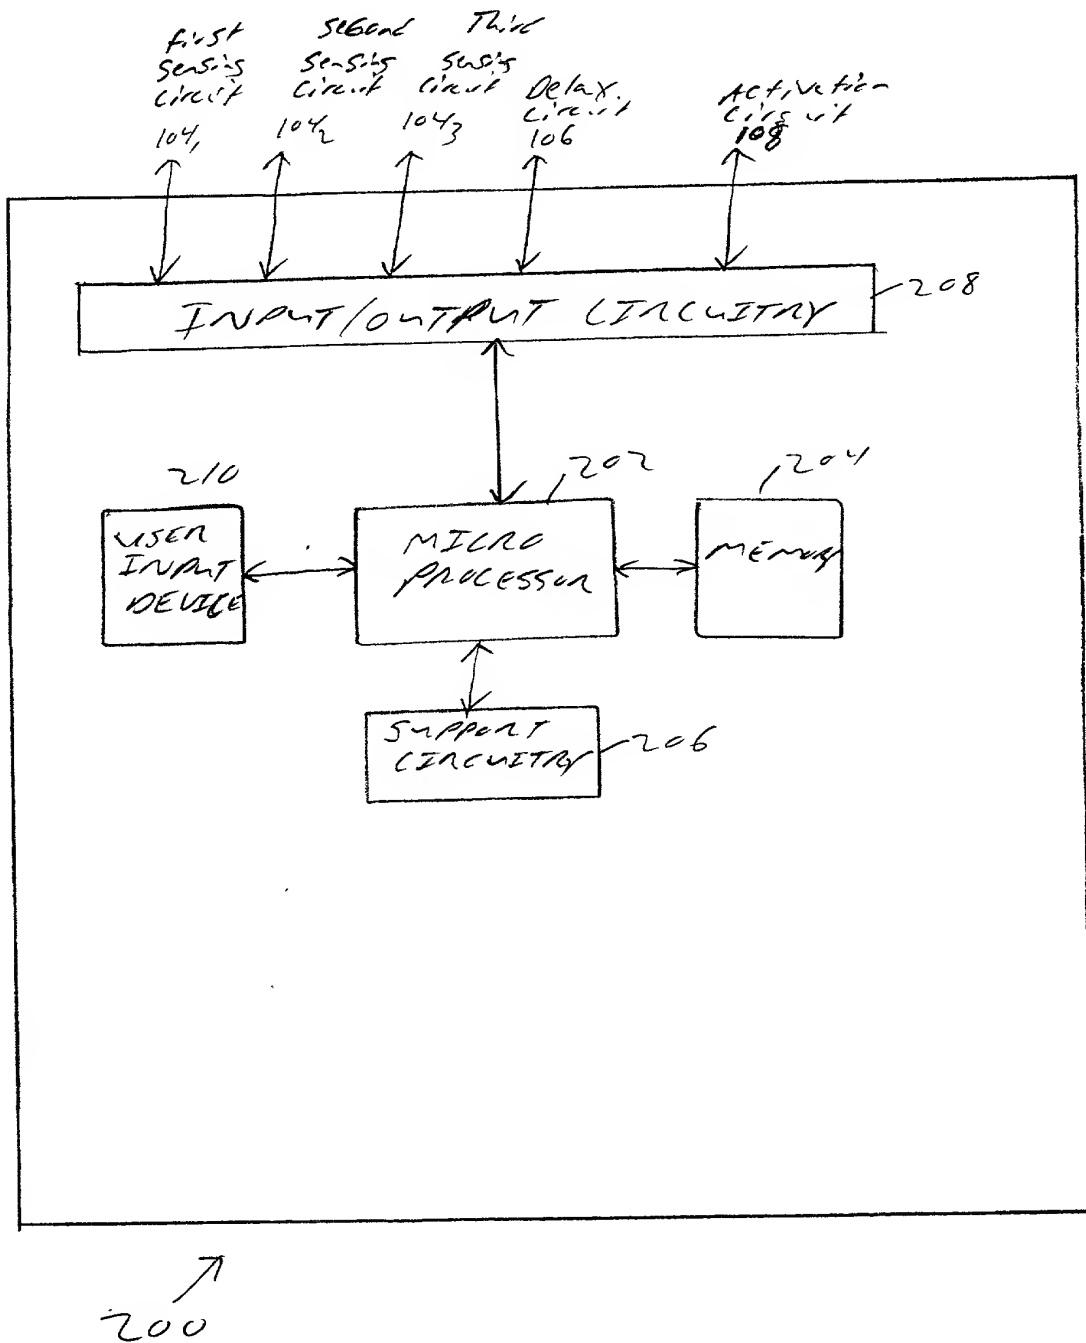 first
sensing
circuit
104₁
second
sensing
circuit
104₂
Third
sensing
circuit
104₃
Delay
circuit
106
Activation
circuit
108
INPUT/OUTPUT CIRCUITRY
208
210
USER
INPUT
DEVICE
202
MICRO
PROCESSOR
204
MEMORY
SUPPORT
CIRCUITRY
206
200